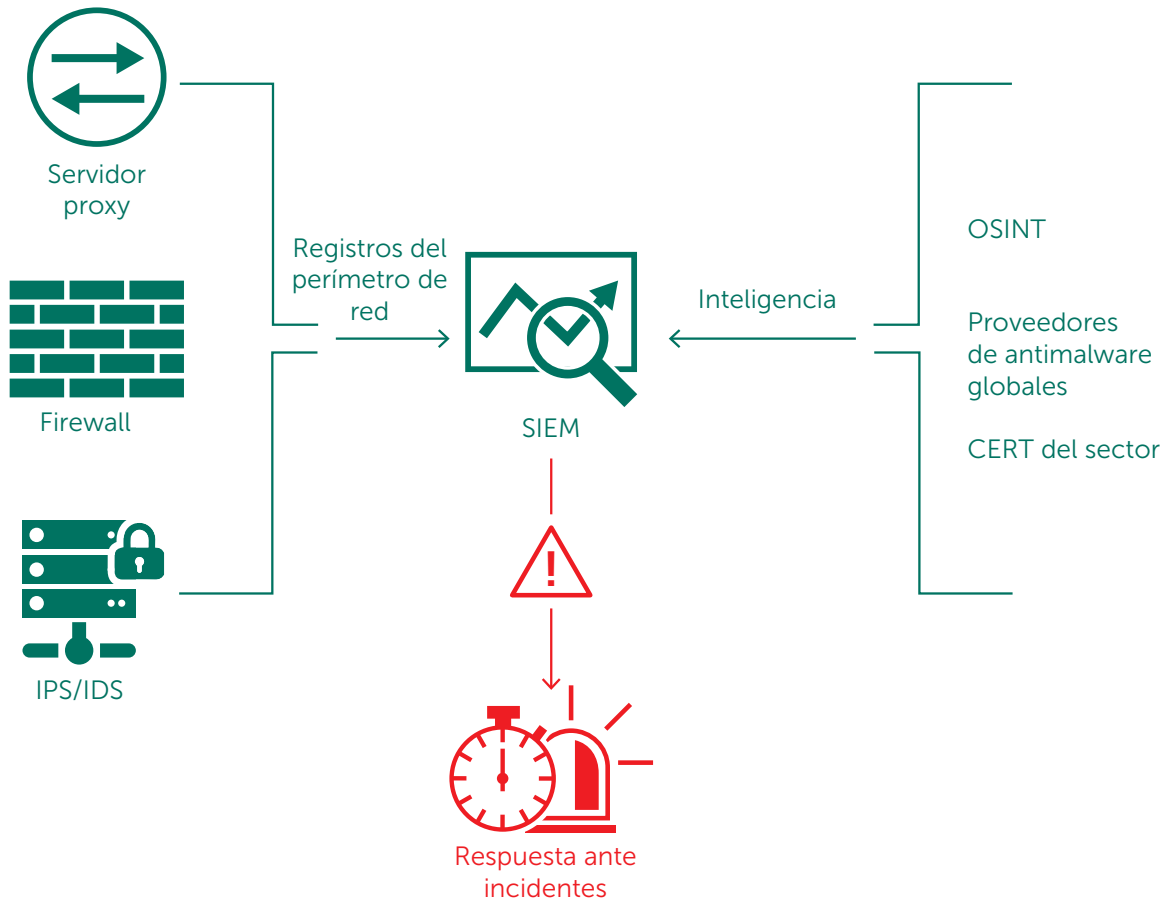 Servidor
proxy
Firewall
IPS/IDS
Registros del
perímetro de
red
SIEM
Inteligencia
OSINT
Proveedores
de antimalware
globales
CERT del sector
!
Respuesta ante
incidentes